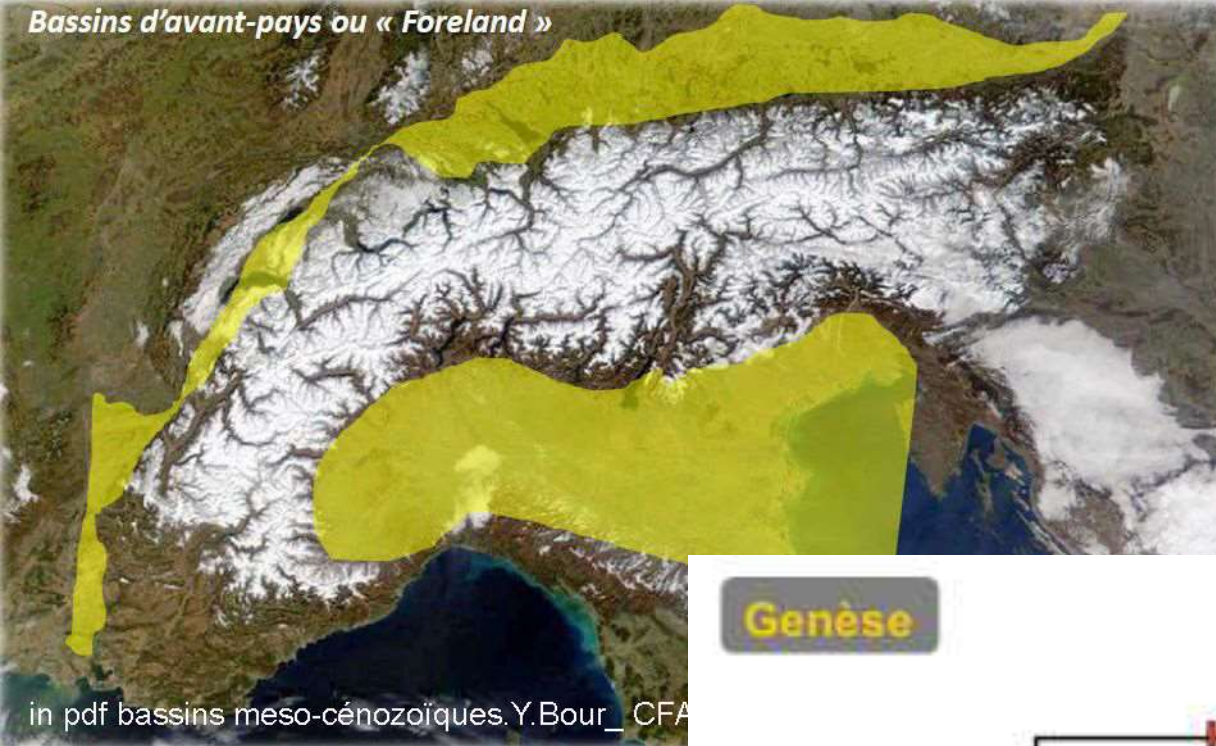 Bassins d'avant-pays ou « Foreland »
Genèse
in pdf bassins meso-cénozoïques.Y.Bour_ CFA